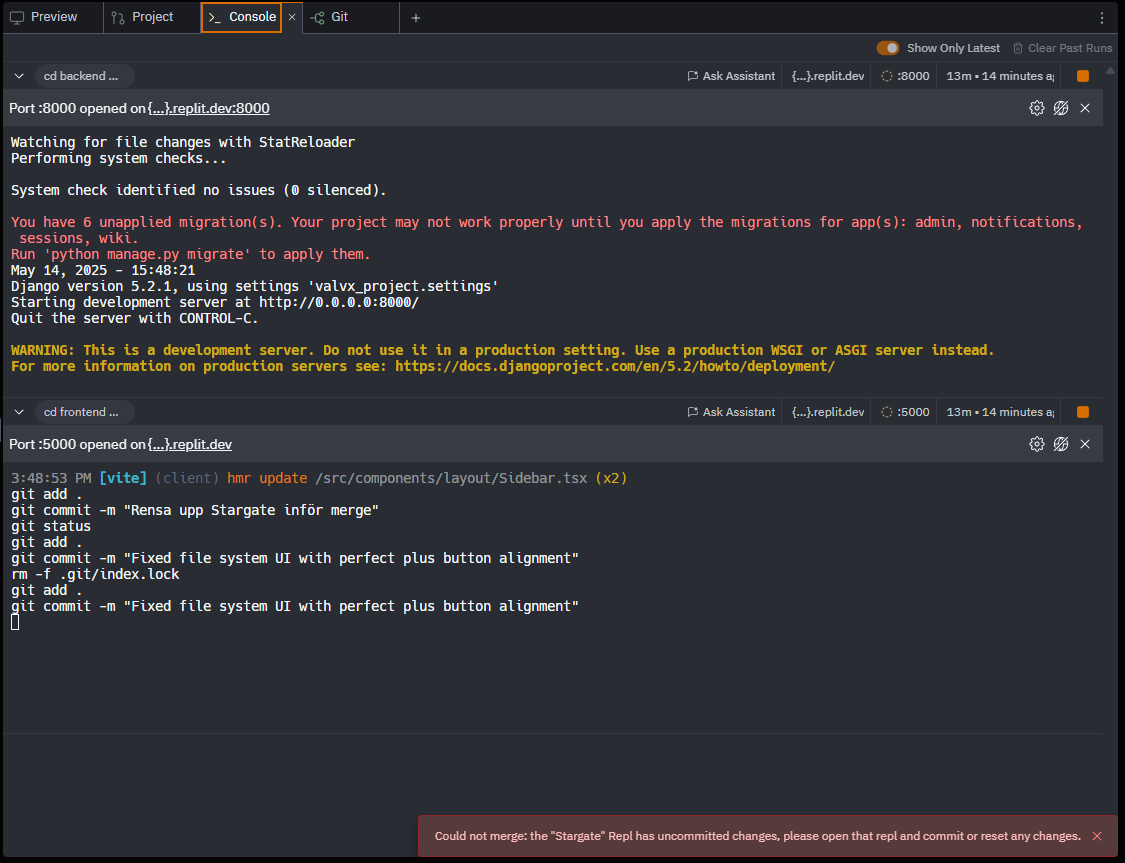 Preview
Project
Console
Git
Show Only Latest
Clear Past Runs
cd backend ...
Ask Assistant
{...}.replit.dev
:8000
13m • 14 minutes a
Port :8000 opened on {...}.replit.dev:8000
Watching for file changes with StatReloader
Performing system checks...
System check identified no issues (0 silenced).
You have 6 unapplied migration(s). Your project may not work properly until you apply the migrations for app(s): admin, notifications,
sessions, wiki.
Run 'python manage.py migrate' to apply them.
May 14, 2025 - 15:48:21
Django version 5.2.1, using settings 'valvx_project.settings'
Starting development server at http://0.0.0.0:8000/
Quit the server with CONTROL-C.
WARNING: This is a development server. Do not use it in a production setting. Use a production WSGI or ASGI server instead.
For more information on production servers see: https://docs.djangoproject.com/en/5.2/howto/deployment/
cd frontend ...
Ask Assistant
{...}.replit.dev
:5000
13m • 14 minutes a
Port :5000 opened on {...}.replit.dev
3:48:53 PM [vite] (client) hmr update /src/components/layout/Sidebar.tsx (x2)
git add .
git commit -m "Rensa upp Stargate inför merge"
git status
git add .
git commit -m "Fixed file system UI with perfect plus button alignment"
rm -f .git/index.lock
git add .
git commit -m "Fixed file system UI with perfect plus button alignment"
Could not merge: the "Stargate" Repl has uncommitted changes, please open that repl and commit or reset any changes.